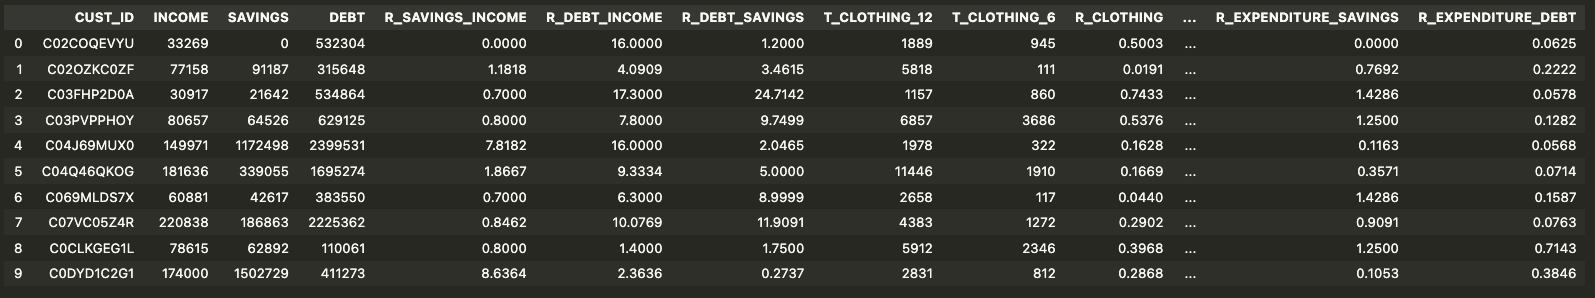 CUST_ID INCOME SAVINGS DEBT R_SAVINGS_INCOME R_DEBT_INCOME R_DEBT_SAVINGS T_CLOTHING_12 T_CLOTHING_6 R_CLOTHING ... R_EXPENDITURE_SAVINGS R_EXPENDITURE_DEBT
0 C02COQEVYU 33269 0 532304 0.0000 16.0000 1.2000 1889 945 0.5003 ... 0.0000 0.0625
1 C02OZKC0ZF 77158 91187 315648 1.1818 4.0909 3.4615 5818 111 0.0191 ... 0.7692 0.2222
2 C03FHP2D0A 30917 21642 534864 0.7000 17.3000 24.7142 1157 860 0.7433 ... 1.4286 0.0578
3 C03PVPPHOY 80657 64526 629125 0.8000 7.8000 9.7499 6857 3686 0.5376 ... 1.2500 0.1282
4 C04J69MUX0 149971 1172498 2399531 7.8182 16.0000 2.0465 1978 322 0.1628 ... 0.1163 0.0568
5 C04Q46QKOG 181636 339055 1695274 1.8667 9.3334 5.0000 11446 1910 0.1669 ... 0.3571 0.0714
6 C069MLDS7X 60881 42617 383550 0.7000 6.3000 8.9999 2658 117 0.0440 ... 1.4286 0.1587
7 C07VC05Z4R 220838 186863 2225362 0.8462 10.0769 11.9091 4383 1272 0.2902 ... 0.9091 0.0763
8 C0CLKGEG1L 78615 62892 110061 0.8000 1.4000 1.7500 5912 2346 0.3968 ... 1.2500 0.7143
9 C0DYD1C2G1 174000 1502729 411273 8.6364 2.3636 0.2737 2831 812 0.2868 ... 0.1053 0.3846